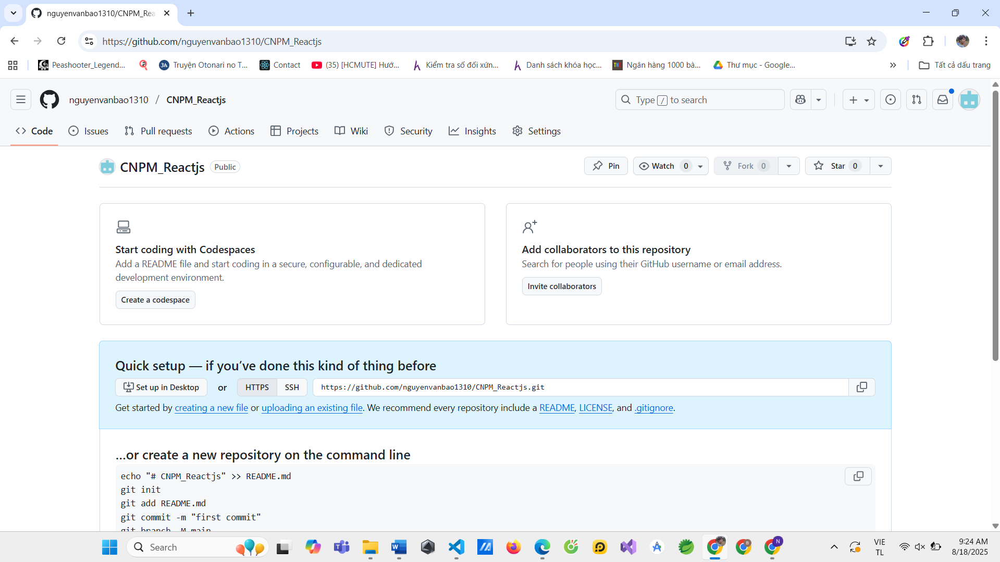 nguyenvanbao1310/CNPM_Rea
https://github.com/nguyenvanbao1310/CNPM_Reactjs
Peashooter_Legend...
3h Truyện Otonari no T...
Contact
(35) [HCMUTE] Hướ...
Kiểm tra số đối xứn...
Danh sách khóa học...
Ngân hàng 1000 bà...
Thư mục - Google...
Tất cả dấu trang
nguyenvanbao1310 / CNPM_Reactjs
Type / to search
Code Issues Pull requests Actions Projects Wiki Security Insights Settings
CNPM_Reactjs Public
Pin Watch 0 Fork 0 Star 0
Start coding with Codespaces
Add a README file and start coding in a secure, configurable, and dedicated
development environment.
Create a codespace
Add collaborators to this repository
Search for people using their GitHub username or email address.
Invite collaborators
Quick setup — if you’ve done this kind of thing before
Set up in Desktop or HTTPS SSH https://github.com/nguyenvanbao1310/CNPM_Reactjs.git
Get started by creating a new file or uploading an existing file. We recommend every repository include a README, LICENSE, and .gitignore.
…or create a new repository on the command line
echo "# CNPM_Reactjs" >> README.md
git init
git add README.md
git commit -m "first commit"
git branch -M main
Search
VIE
TL
9:24 AM
8/18/2025